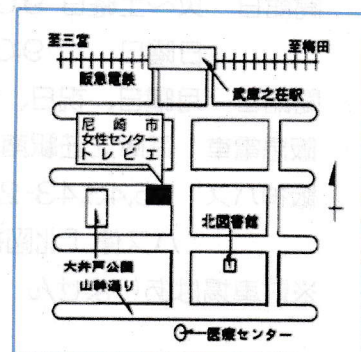 至三宮
至梅田
阪急電鉄
武庫之荘駅
尼崎市
女性センター
トレピエ
北図書館
大井戸公園
山幹通り
医療センター